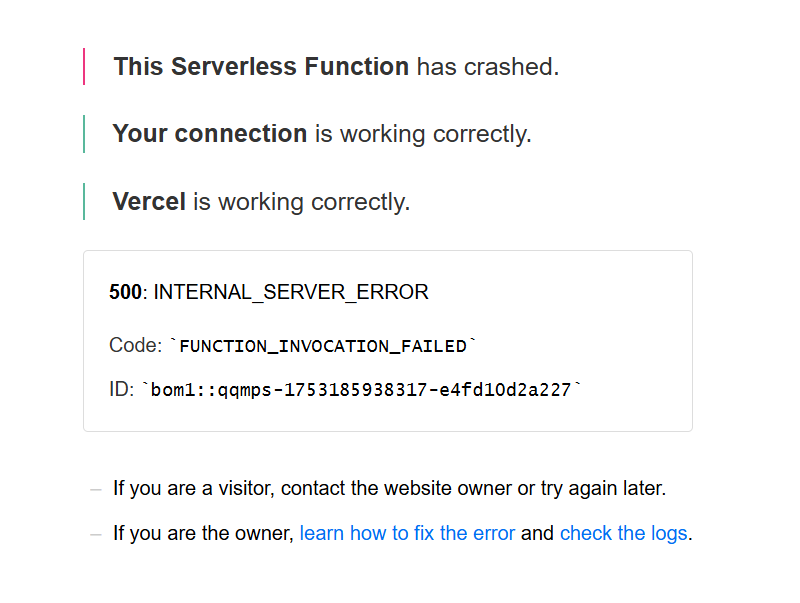 This Serverless Function has crashed.
Your connection is working correctly.
Vercel is working correctly.
500: INTERNAL_SERVER_ERROR
Code: `FUNCTION_INVOCATION_FAILED`
ID: `bom1::qqmps-1753185938317-e4fd10d2a227`
– If you are a visitor, contact the website owner or try again later.
– If you are the owner, learn how to fix the error and check the logs.